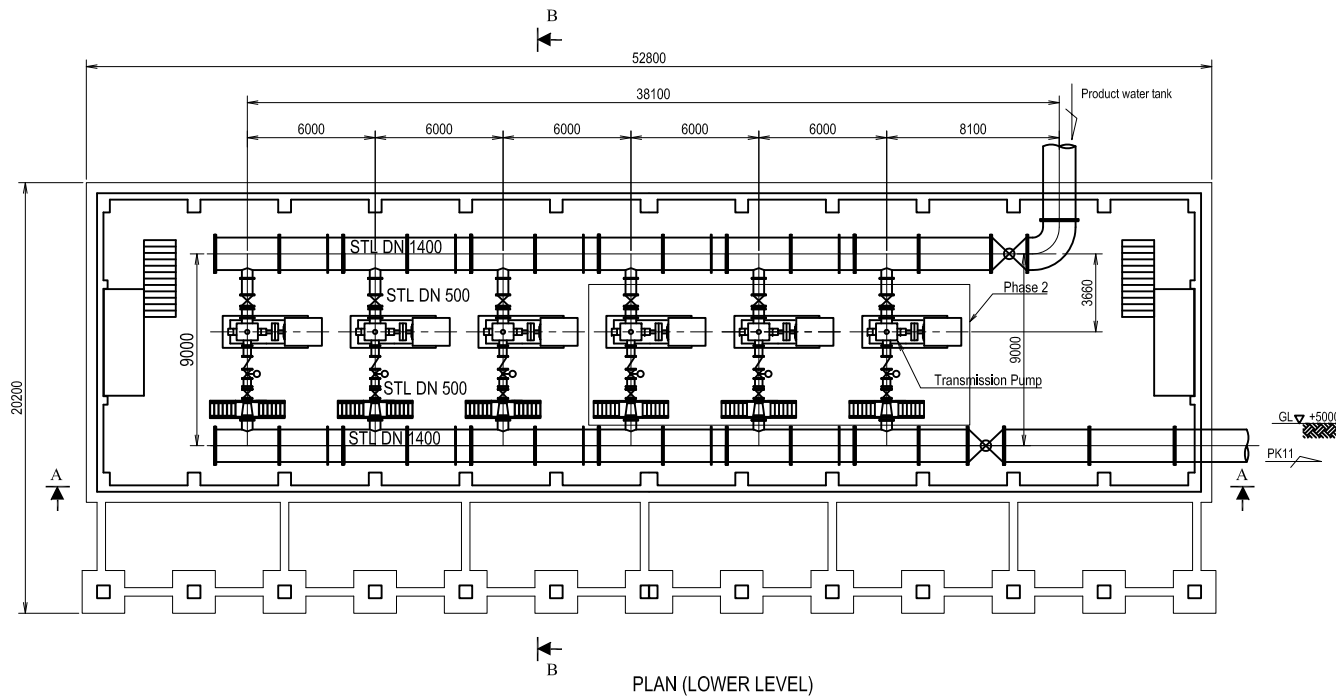 B
52800
38100
Product water tank
6000
6000
6000
6000
6000
8100
STL DN 1400
STL DN 500
Phase 2
3660
9000
9000
20200
Transmission Pump
STL DN 500
STL DN 1400
GL +5000
PK11
A
A
B
PLAN (LOWER LEVEL)